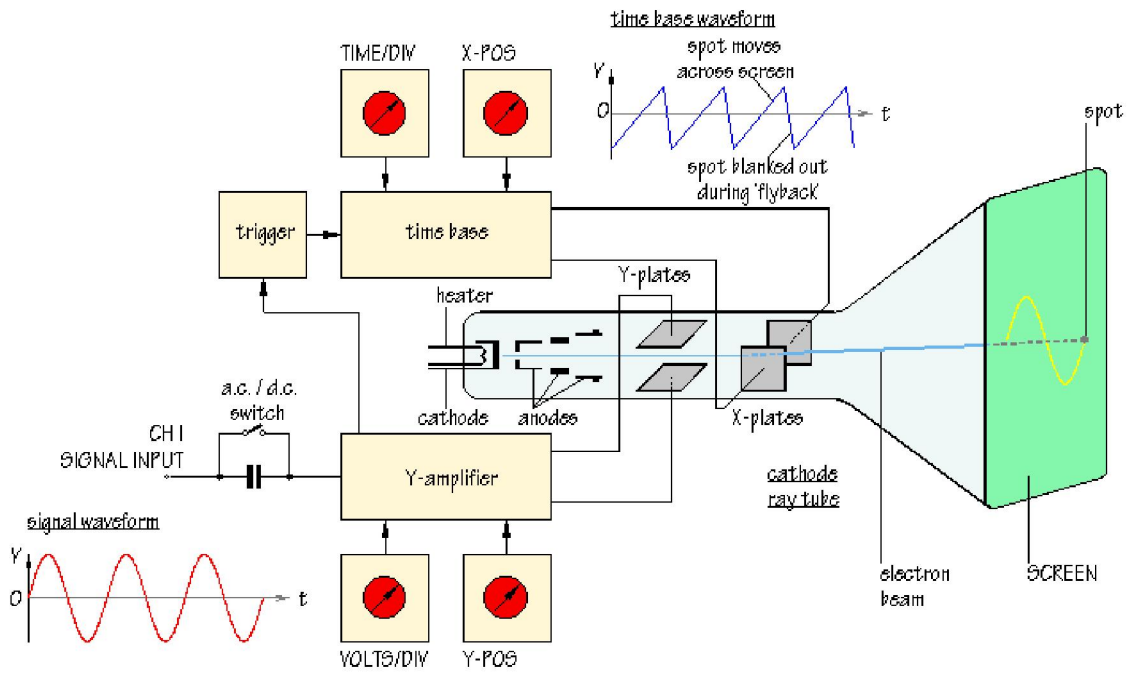 time base waveform
TIME/DIV
X-POS
spot moves
across screen
V
0
t
spot
spot blanked out
during 'flyback'
trigger
time base
Y-plates
heater
cathode
anodes
X-plates
a.c. / d.c.
switch
CH I
SIGNAL INPUT
Y-amplifier
cathode
ray tube
signal waveform
V
0
t
electron
beam
SCREEN
VOLTS/DIV
Y-POS